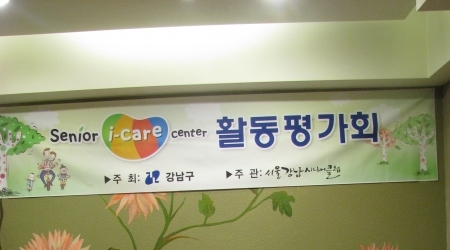 Senior i-care center 활동평가회
▶주 최: 강남구 ▶주 관: 서울강남시니어클럽